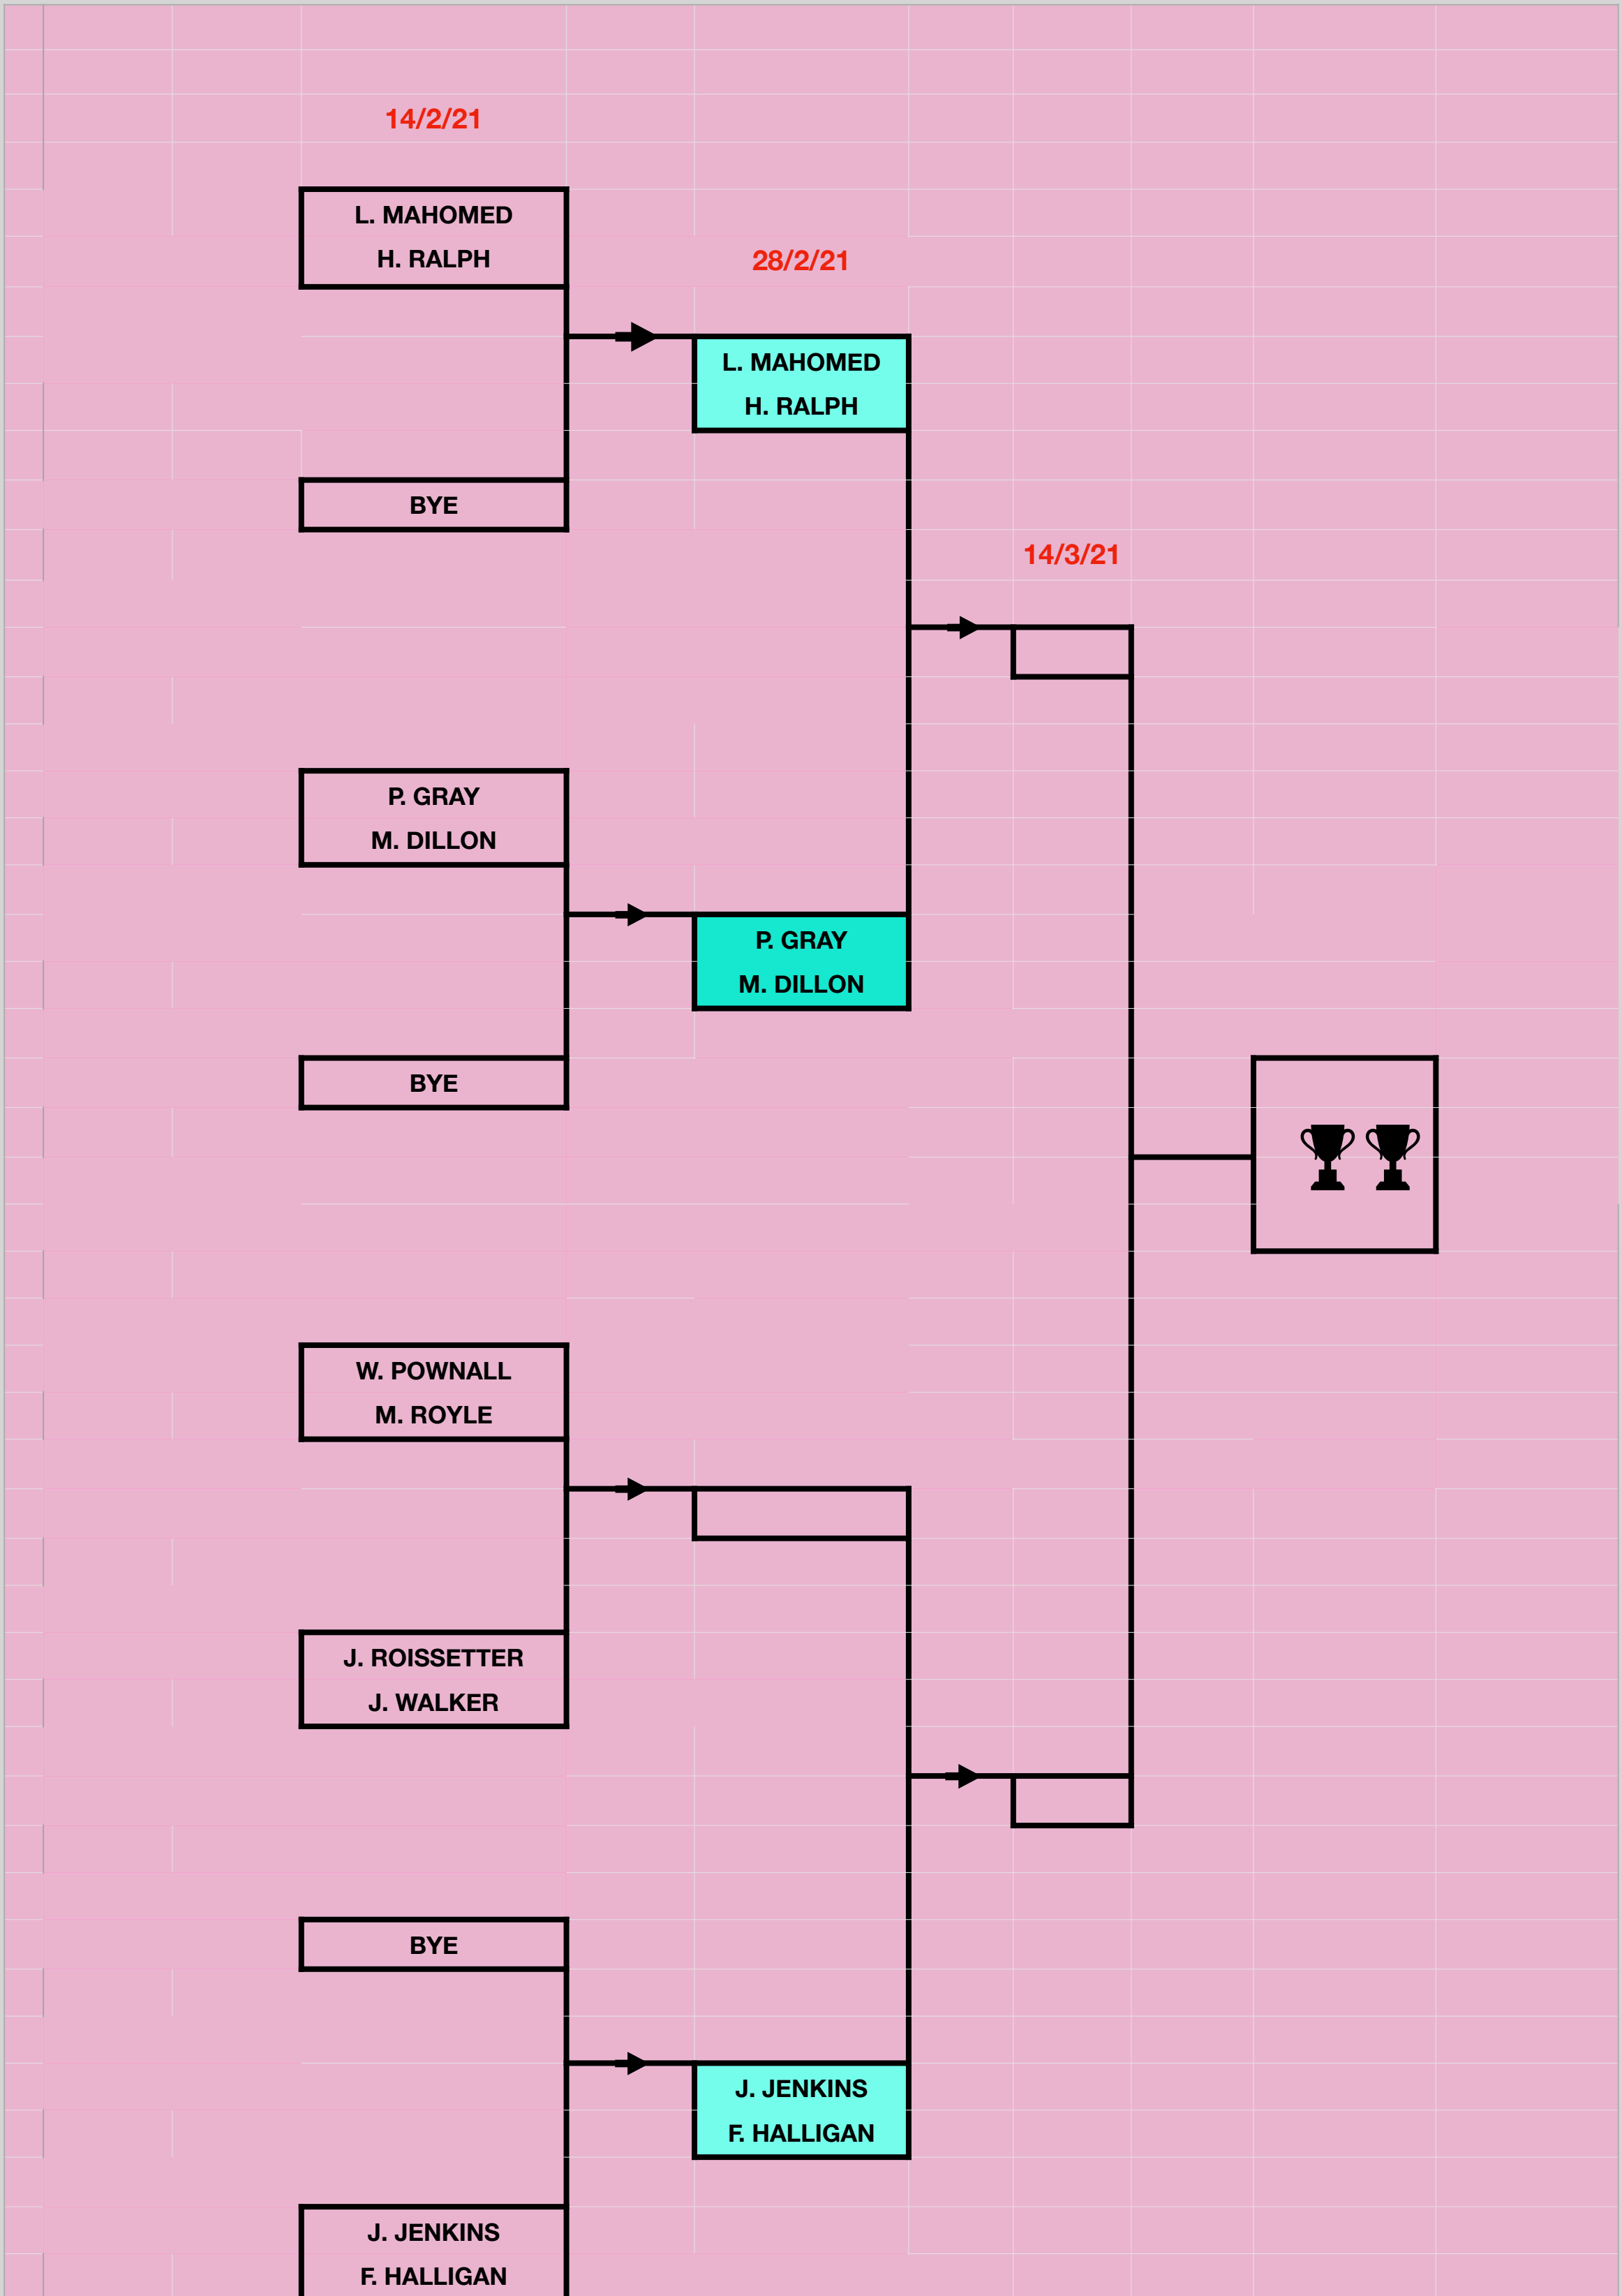 14/2/21
L. MAHOMED
H. RALPH
28/2/21
L. MAHOMED
H. RALPH
BYE
14/3/21
P. GRAY
M. DILLON
P. GRAY
M. DILLON
BYE
W. POWNALL
M. ROYLE
J. ROISSETTER
J. WALKER
BYE
J. JENKINS
F. HALLIGAN
J. JENKINS
F. HALLIGAN